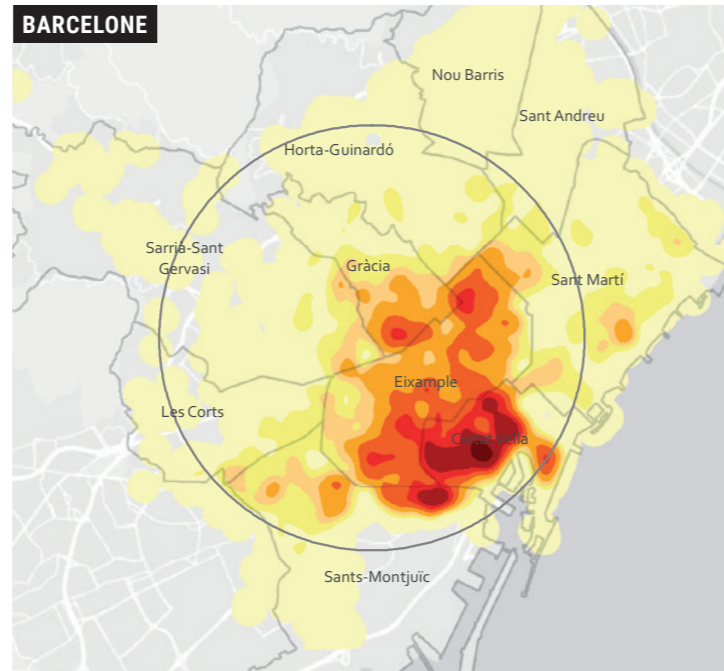 BARCELONE
Nou Barris
Sant Andreu
Horta-Guinardó
Sarrià-Sant
Gervasi
Gràcia
Sant Martí
Eixample
Les Corts
Ciutat Vella
Sants-Montjuïc